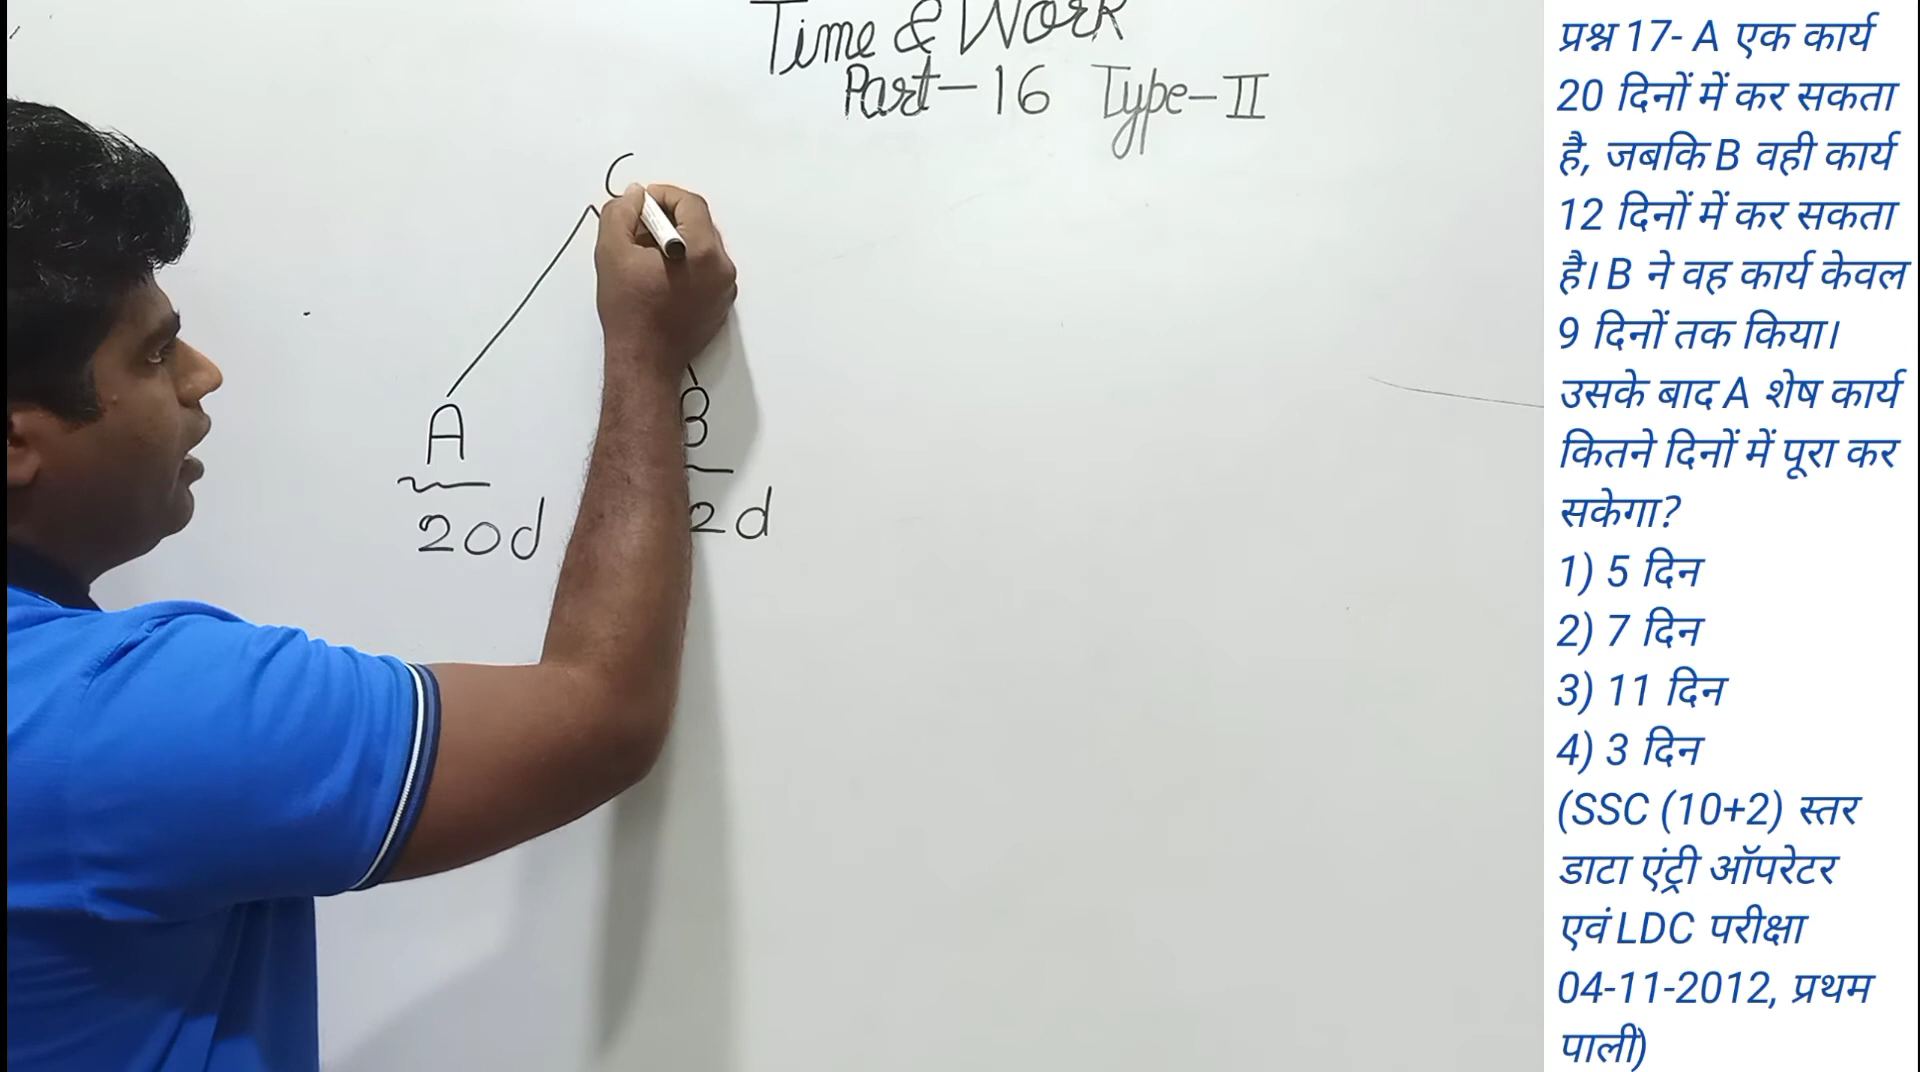 Time & Work
Part-16 Type-II
A
B
20d
2d
प्रश्न 17- A एक कार्य
20 दिनों में कर सकता
है, जबकि B वही कार्य
12 दिनों में कर सकता
है। B ने वह कार्य केवल
9 दिनों तक किया।
उसके बाद A शेष कार्य
कितने दिनों में पूरा कर
सकेगा?
1) 5 दिन
2) 7 दिन
3) 11 दिन
4) 3 दिन
(SSC (10+2) स्तर
डाटा एंट्री ऑपरेटर
एवं LDC परीक्षा
04-11-2012, प्रथम
पाली)